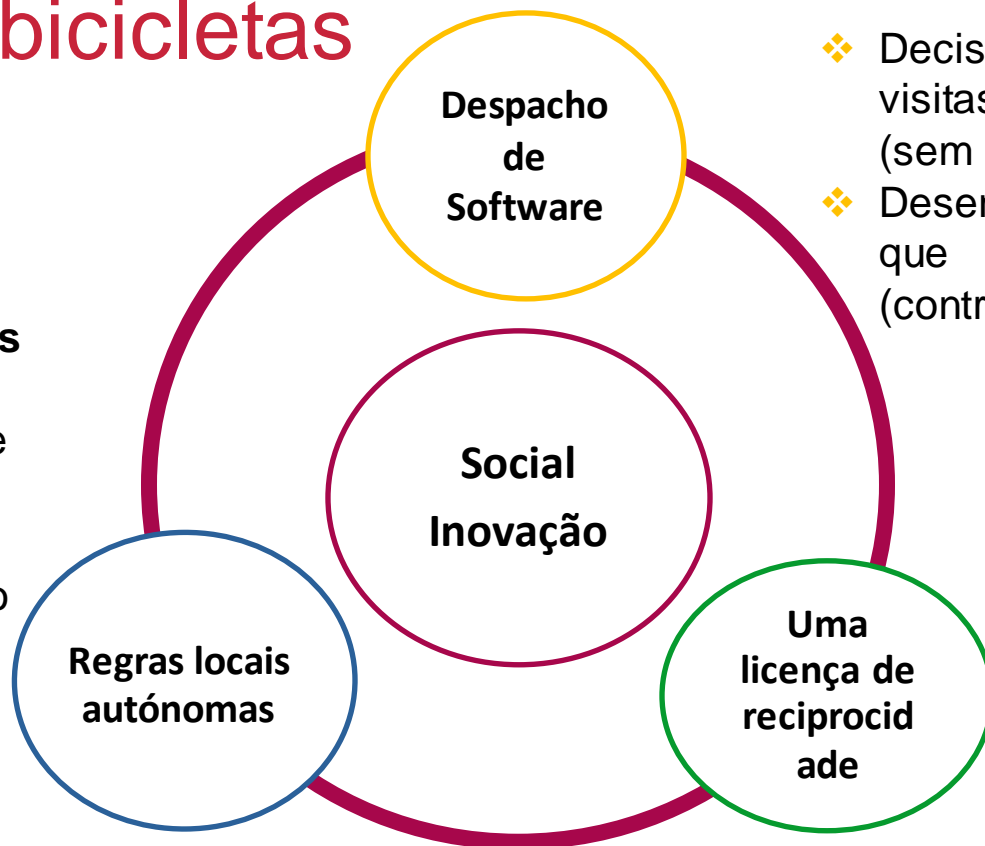 bicicletas
Decis
visitas
(sem
Deser
que
(contr
Despacho
de
Software
s
e
o
Social
Inovação
Regras locais
autónomas
Uma
licença de
reciprocid
ade